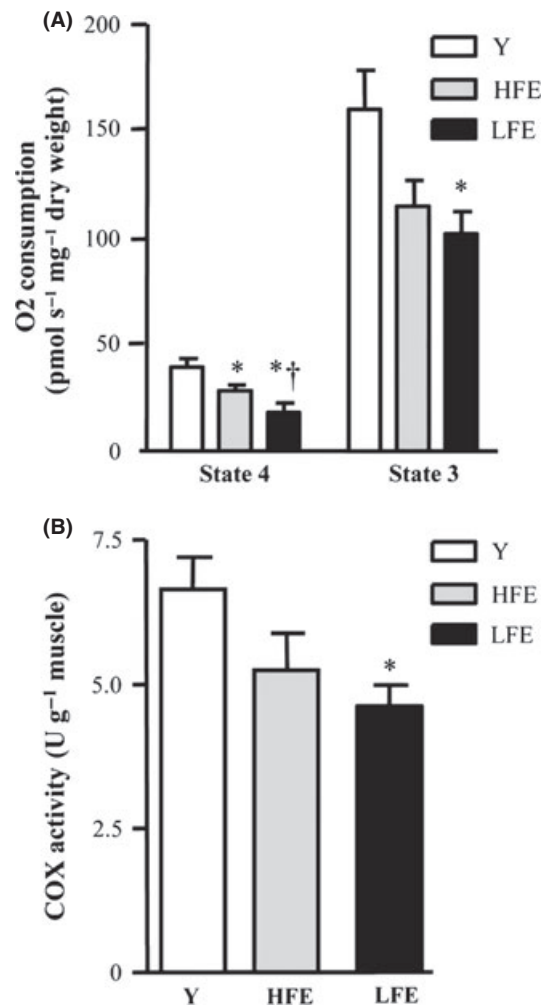 (A)
200
150
100
50
0
O2 consumption
(pmol s⁻¹ mg⁻¹ dry weight)
Y
HFE
LFE
*
*†
*
State 4
State 3
(B)
7.5
5.0
2.5
0
COX activity (U g⁻¹ muscle)
Y
HFE
LFE
*
Y
HFE
LFE